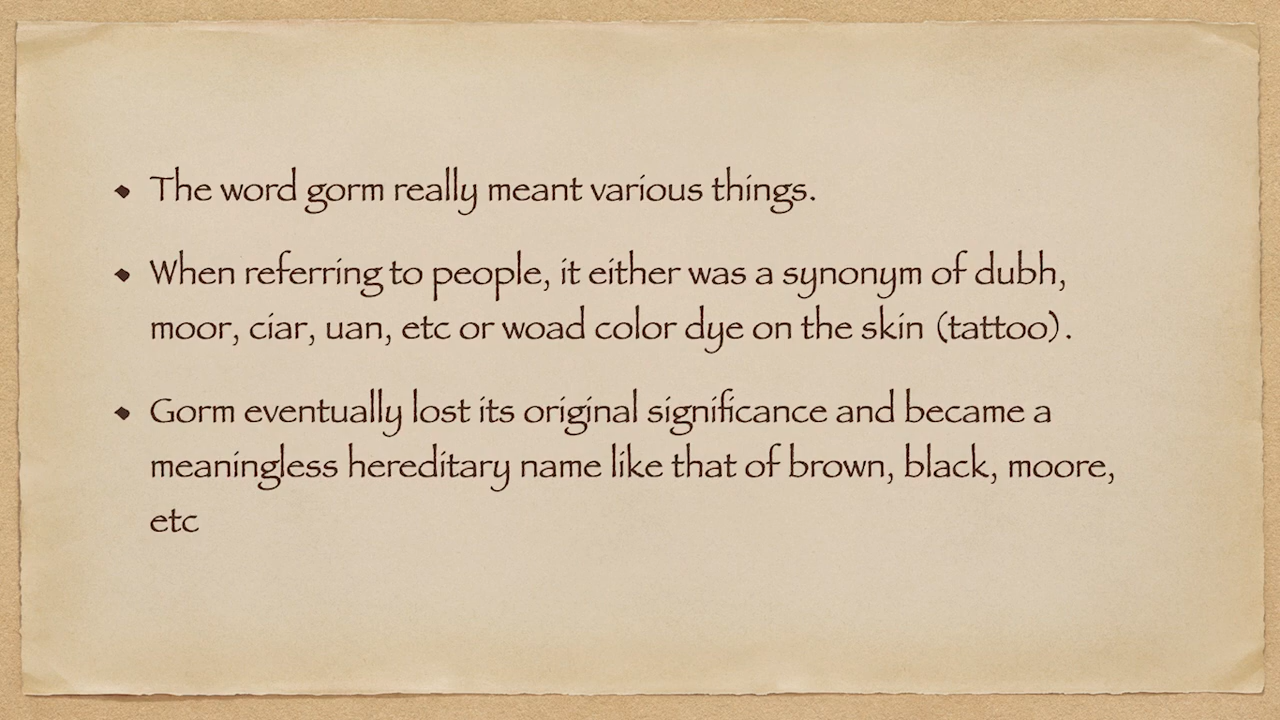 • The word gorm really meant various things.
• When referring to people, it either was a synonym of dubh,
moor, ciar, uan, etc or woad color dye on the skin (tattoo).
• Gorm eventually lost its original significance and became a
meaningless hereditary name like that of brown, black, moore,
etc